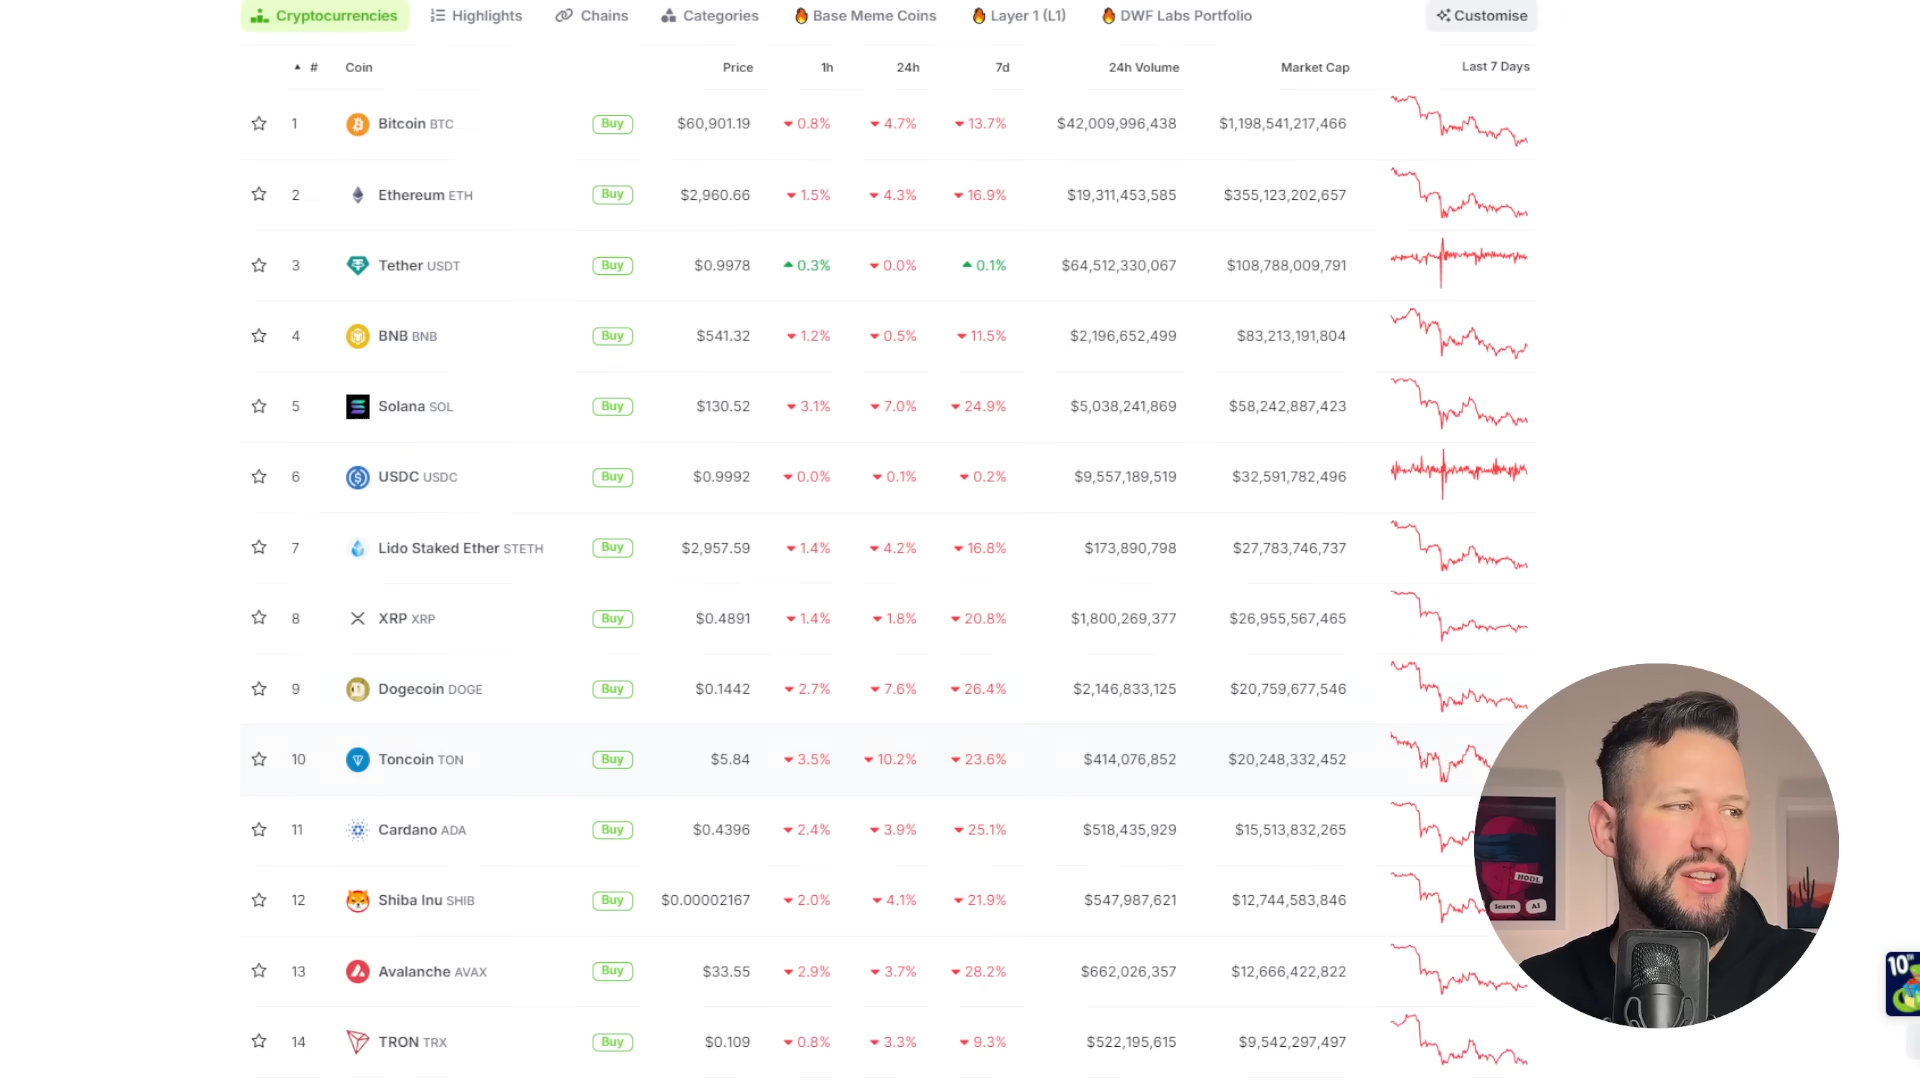 Cryptocurrencies Highlights Chains Categories Base Meme Coins Layer 1 (L1) DWF Labs Portfolio Customise
# Coin Price 1h 24h 7d 24h Volume Market Cap Last 7 Days
1 Bitcoin BTC Buy $60,901.19 0.8% 4.7% 13.7% $42,009,996,438 $1,198,541,217,466
2 Ethereum ETH Buy $2,960.66 1.5% 4.3% 16.9% $19,311,453,585 $355,123,202,657
3 Tether USDT Buy $0.9978 0.3% 0.0% 0.1% $64,512,330,067 $108,788,009,791
4 BNB BNB Buy $541.32 1.2% 0.5% 11.5% $2,196,652,499 $83,213,191,804
5 Solana SOL Buy $130.52 3.1% 7.0% 24.9% $5,038,241,869 $58,242,887,423
6 USDC USDC Buy $0.9992 0.0% 0.1% 0.2% $9,557,189,519 $32,591,782,496
7 Lido Staked Ether STETH Buy $2,957.59 1.4% 4.2% 16.8% $173,890,798 $27,783,746,737
8 XRP XRP Buy $0.4891 1.4% 1.8% 20.8% $1,800,269,377 $26,955,567,465
9 Dogecoin DOGE Buy $0.1442 2.7% 7.6% 26.4% $2,146,833,125 $20,759,677,546
10 Toncoin TON Buy $5.84 3.5% 10.2% 23.6% $414,076,852 $20,248,332,452
11 Cardano ADA Buy $0.4396 2.4% 3.9% 25.1% $518,435,929 $15,513,832,265
12 Shiba Inu SHIB Buy $0.00002167 2.0% 4.1% 21.9% $547,987,621 $12,744,583,846
13 Avalanche AVAX Buy $33.55 2.9% 3.7% 28.2% $662,026,357 $12,666,422,822
14 TRON TRX Buy $0.109 0.8% 3.3% 9.3% $522,195,615 $9,542,297,497
HODL
learn AI
10TH